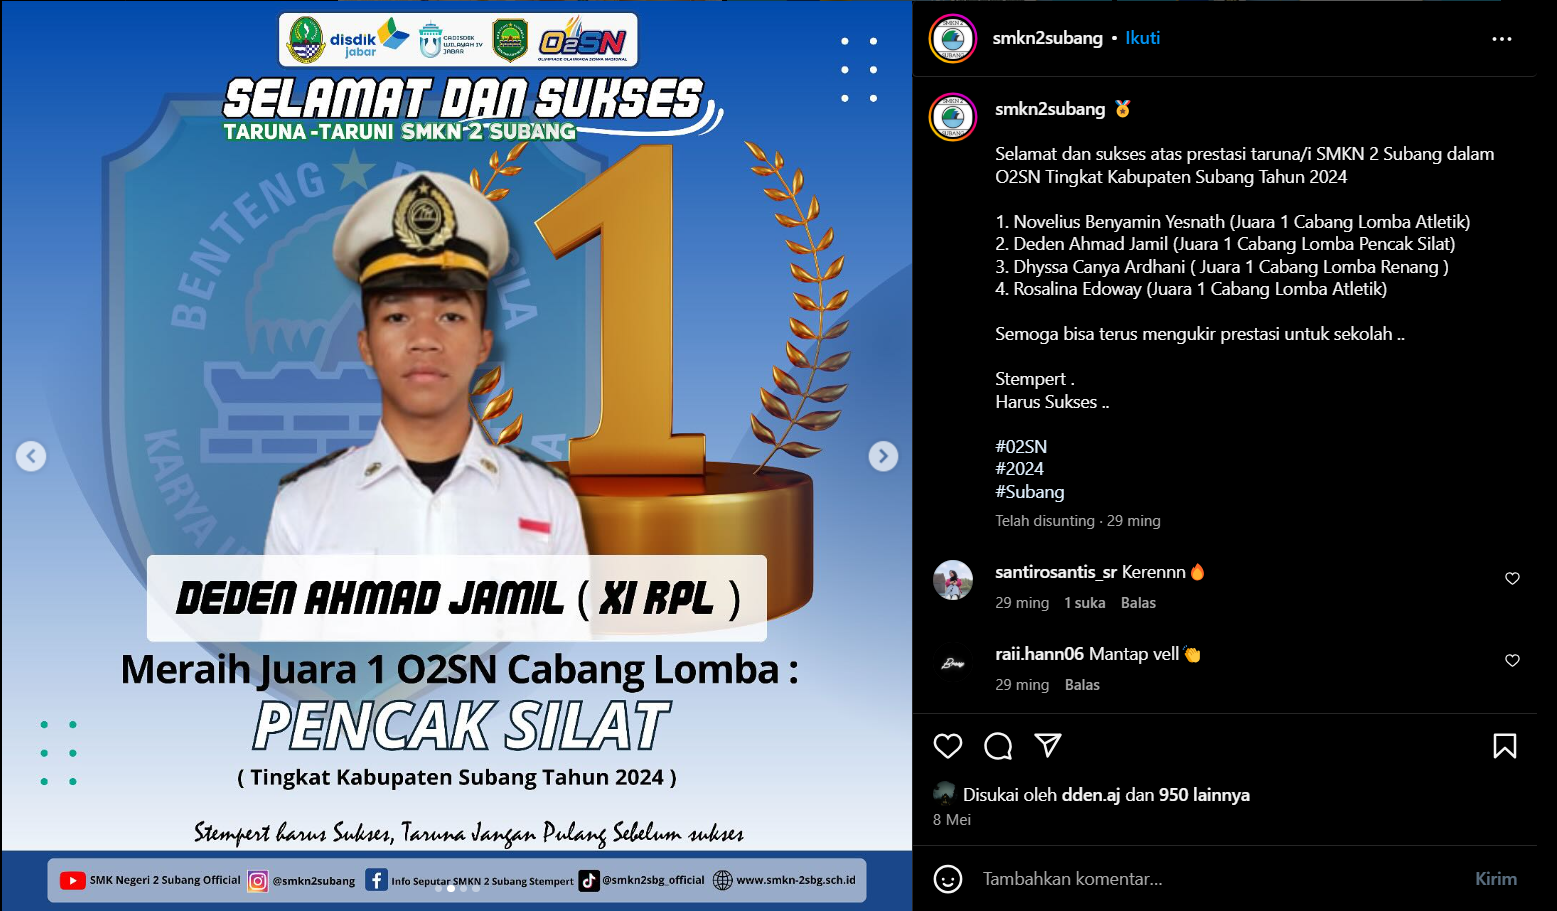 disdik
jabar
CADISDIK
WILAYAH IV
JABAR
O2SN
OLIMPIADE OLAHRAGA SISWA NASIONAL
SELAMAT DAN SUKSES
TARUNA -TARUNI SMKN 2 SUBANG
BENTENG
KARYA
DEDEN AHMAD JAMIL ( XI RPL )
Meraih Juara 1 O2SN Cabang Lomba :
PENCAK SILAT
( Tingkat Kabupaten Subang Tahun 2024 )
Stempert harus Sukses, Taruna Jangan Pulang Sebelum sukses
SMK Negeri 2 Subang Official
@smkn2subang
Info Seputar SMKN 2 Subang Stempert
@smkn2sbg_official
www.smkn-2sbg.sch.id
smkn2subang • Ikuti
smkn2subang 🏅
Selamat dan sukses atas prestasi taruna/i SMKN 2 Subang dalam
O2SN Tingkat Kabupaten Subang Tahun 2024
1. Novelius Benyamin Yesnath (Juara 1 Cabang Lomba Atletik)
2. Deden Ahmad Jamil (Juara 1 Cabang Lomba Pencak Silat)
3. Dhyssa Canya Ardhani ( Juara 1 Cabang Lomba Renang )
4. Rosalina Edoway (Juara 1 Cabang Lomba Atletik)
Semoga bisa terus mengukir prestasi untuk sekolah ..
Stempert .
Harus Sukses ..
#02SN
#2024
#Subang
Telah disunting · 29 ming
santirosantis_sr Kerennn🔥
29 ming 1 suka Balas
raii.hann06 Mantap vell👏
29 ming Balas
Disukai oleh dden.aj dan 950 lainnya
8 Mei
Tambahkan komentar...
Kirim